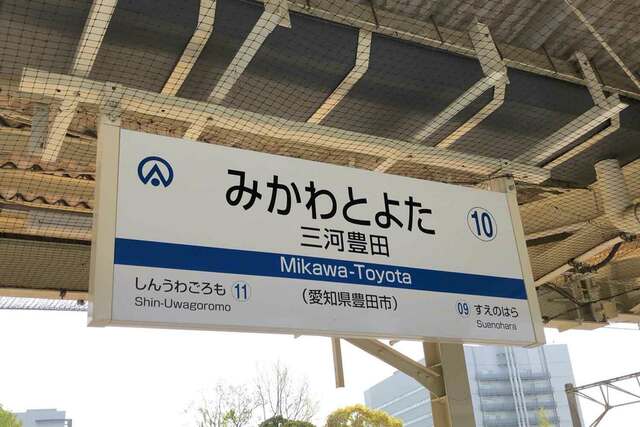 みかわとよた
10
三河豊田
Mikawa-Toyota
しんうわごろも 11
Shin-Uwagoromo
(愛知県豊田市)
09 すえのはら
Suenohara